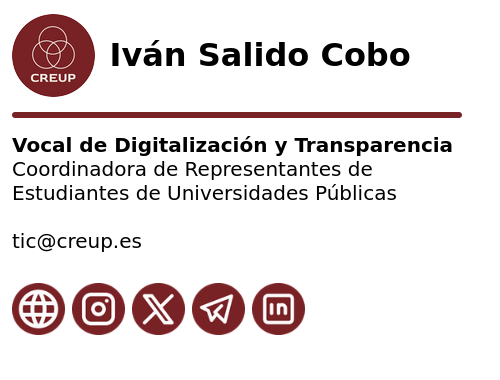 CREUP
Iván Salido Cobo
Vocal de Digitalización y Transparencia
Coordinadora de Representantes de
Estudiantes de Universidades Públicas
tic@creup.es
in